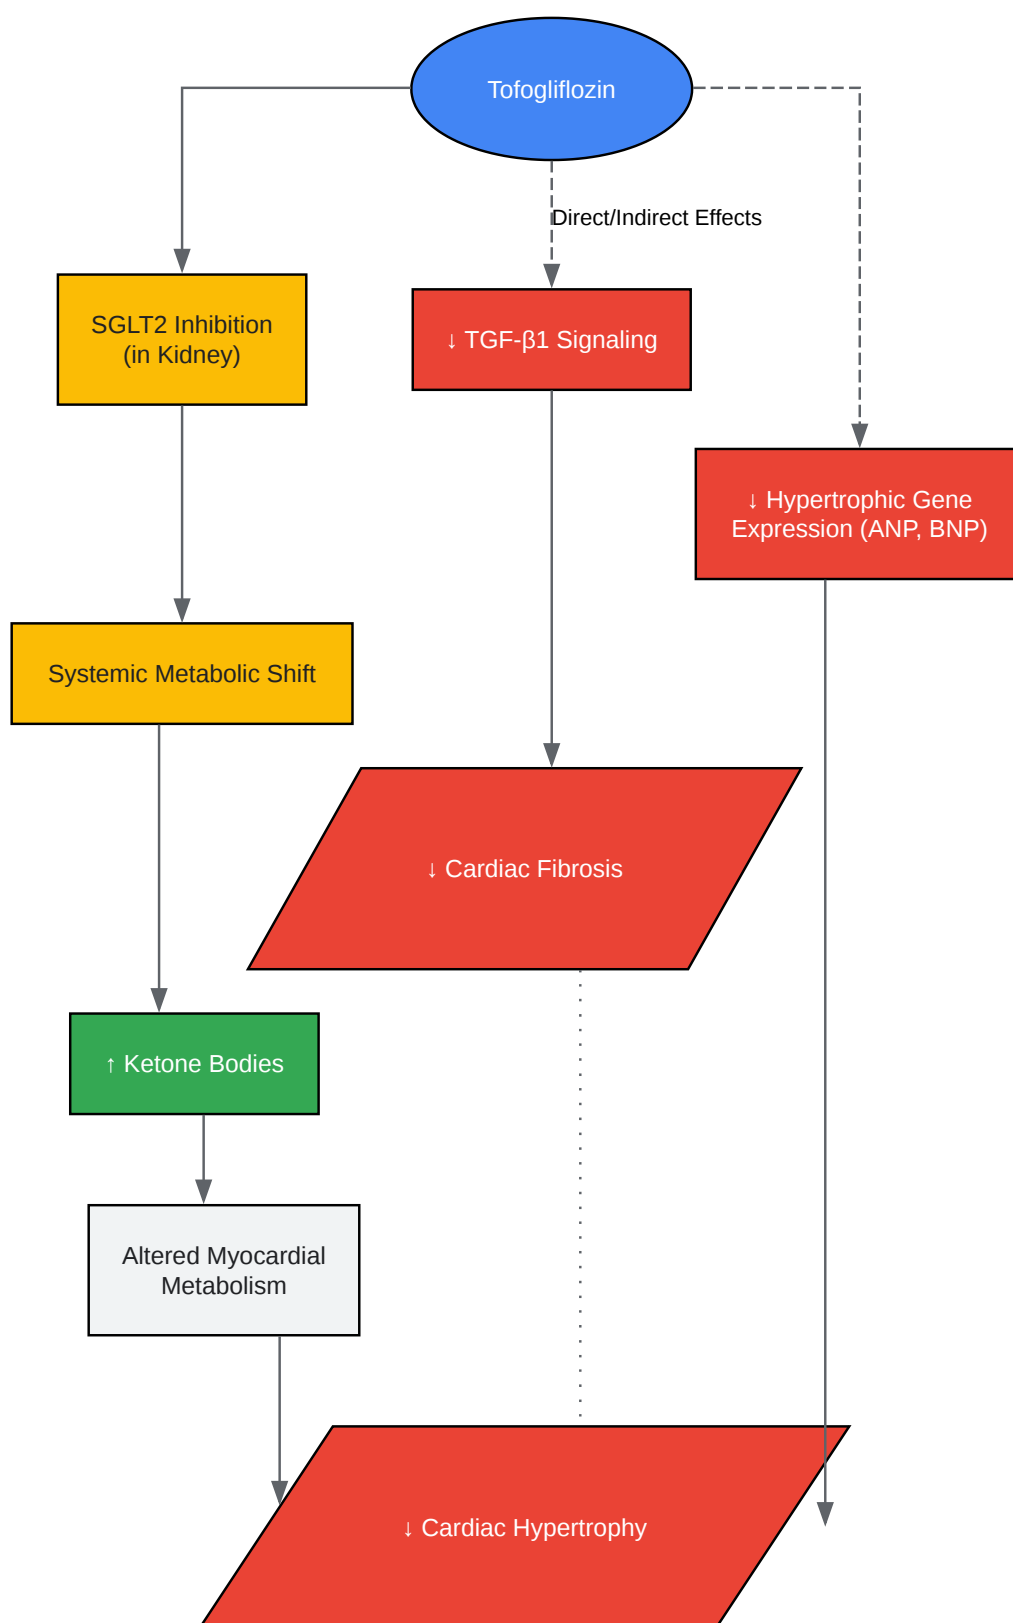 Tofogliflozin
Direct/Indirect Effects
SGLT2 Inhibition
(in Kidney)
↓ TGF-β1 Signaling
↓ Hypertrophic Gene
Expression (ANP, BNP)
Systemic Metabolic Shift
↓ Cardiac Fibrosis
↑ Ketone Bodies
Altered Myocardial
Metabolism
↓ Cardiac Hypertrophy